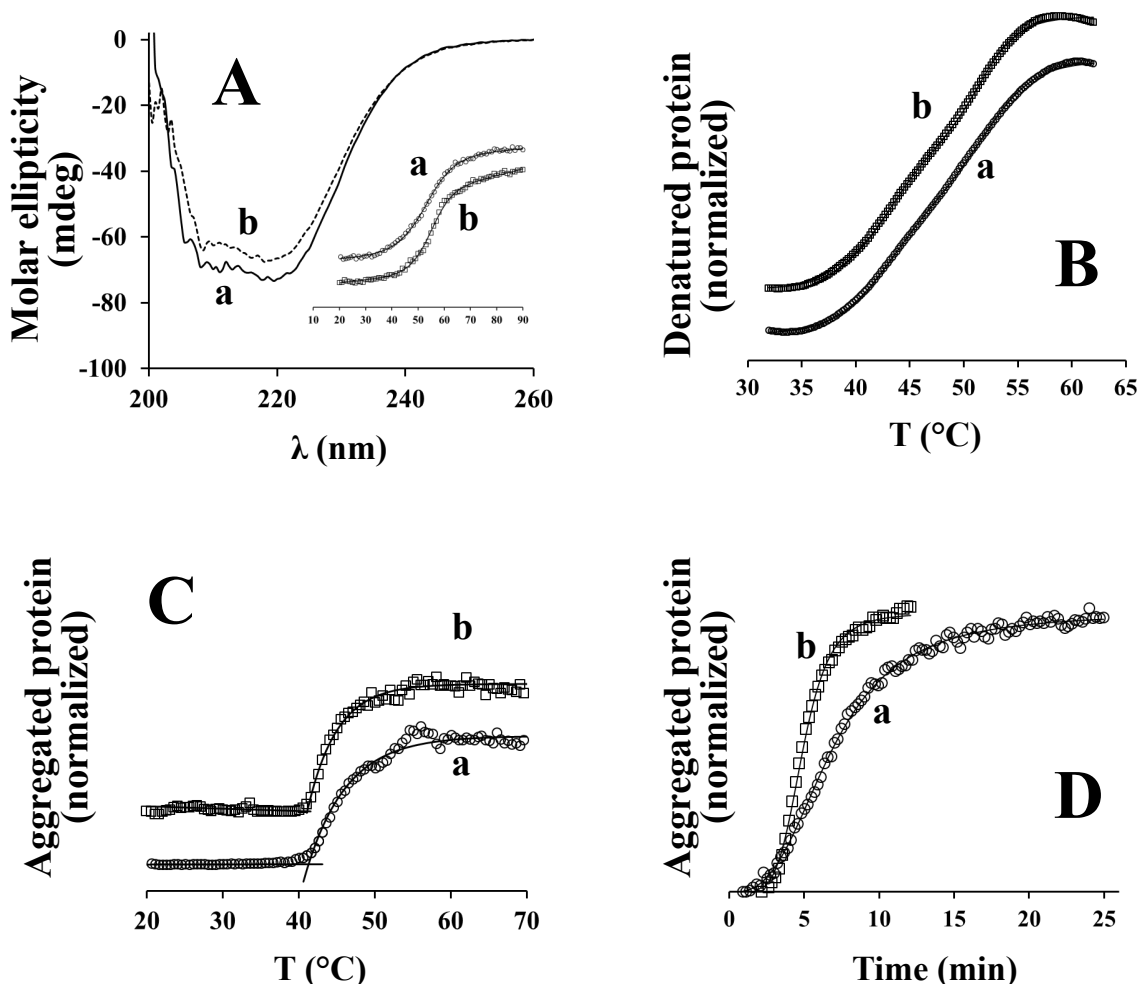 A
Molar ellipticity
(mdeg)
0
-20
-40
-60
-80
-100
b
a
a
b
10 20 30 40 50 60 70 80 90
200 220 240 260
λ (nm)
B
Denatured protein
(normalized)
b
a
30 35 40 45 50 55 60 65
T (°C)
C
Aggregated protein
(normalized)
b
a
20 30 40 50 60 70
T (°C)
D
Aggregated protein
(normalized)
b
a
0 5 10 15 20 25
Time (min)